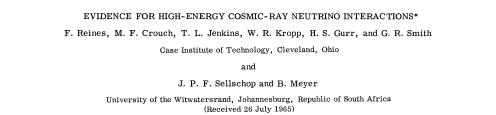 EVIDENCE FOR HIGH-ENERGY COSMIC-RAY NEUTRINO INTERACTIONS*
F. Reines, M. F. Crouch, T. L. Jenkins, W. R. Kropp, H. S. Gurr, and G. R. Smith
Case Institute of Technology, Cleveland, Ohio
and
J. P. F. Sellschop and B. Meyer
University of the Witwatersrand, Johannesburg, Republic of South Africa
(Received 26 July 1965)